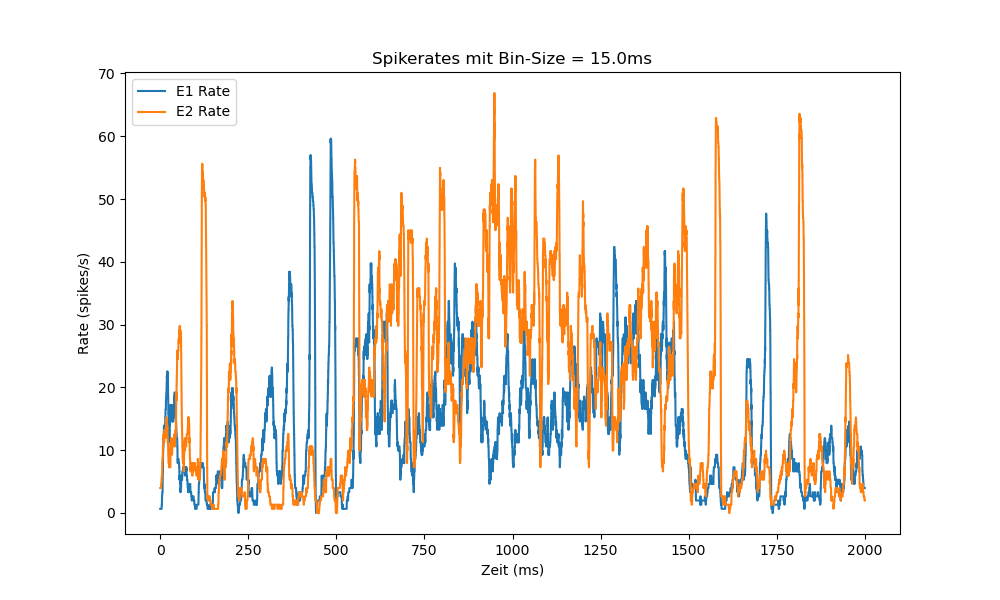 Spikerates mit Bin-Size = 15.0ms
E1 Rate
E2 Rate
70
60
50
40
30
20
10
0
Rate (spikes/s)
0 250 500 750 1000 1250 1500 1750 2000
Zeit (ms)